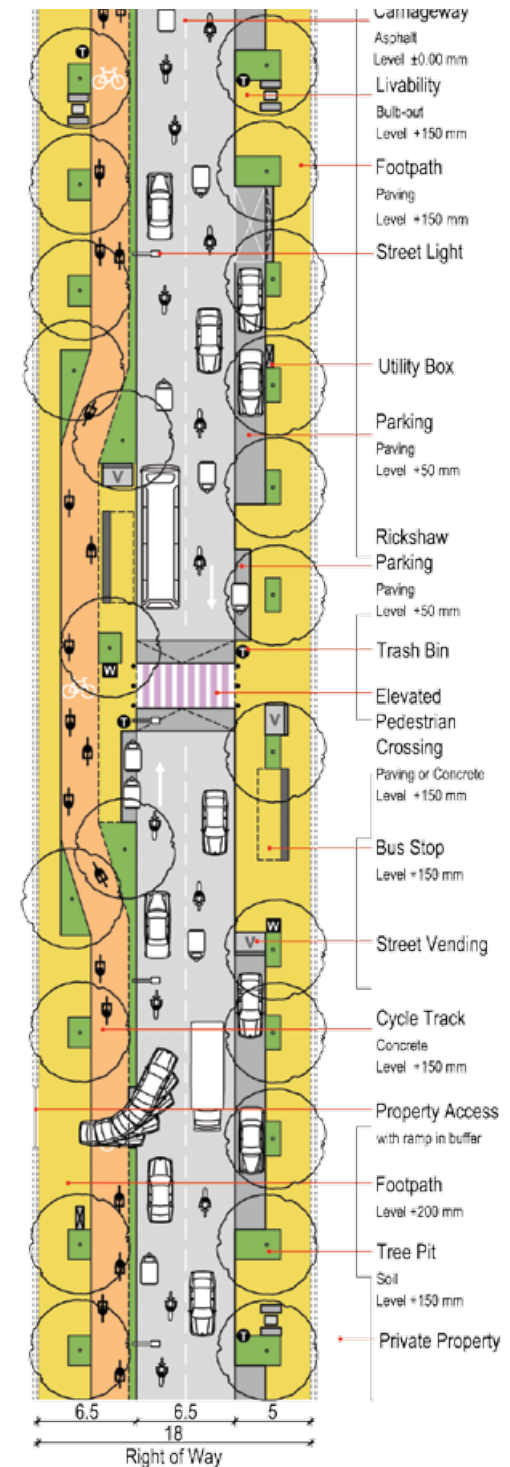 Carriageway
Asphalt
Level ±0.00 mm
Livability
Bulb-out
Level +150 mm
Footpath
Paving
Level +150 mm
Street Light
Utility Box
Parking
Paving
Level +50 mm
Rickshaw
Parking
Paving
Level +50 mm
Trash Bin
Elevated
Pedestrian
Crossing
Paving or Concrete
Level +150 mm
Bus Stop
Level +150 mm
Street Vending
Cycle Track
Concrete
Level +150 mm
Property Access
with ramp in buffer
Footpath
Level +200 mm
Tree Pit
Soil
Level +150 mm
Private Property
T
T
V
W
T
T
V
W
V
T
6.5 6.5 5
18
Right of Way